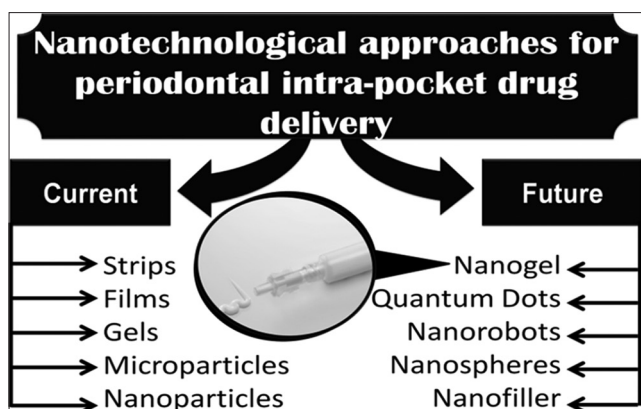 Nanotechnological approaches for
periodontal intra-pocket drug
delivery
Current
Future
Strips
Films
Gels
Microparticles
Nanoparticles
Nanogel
Quantum Dots
Nanorobots
Nanospheres
Nanofiller